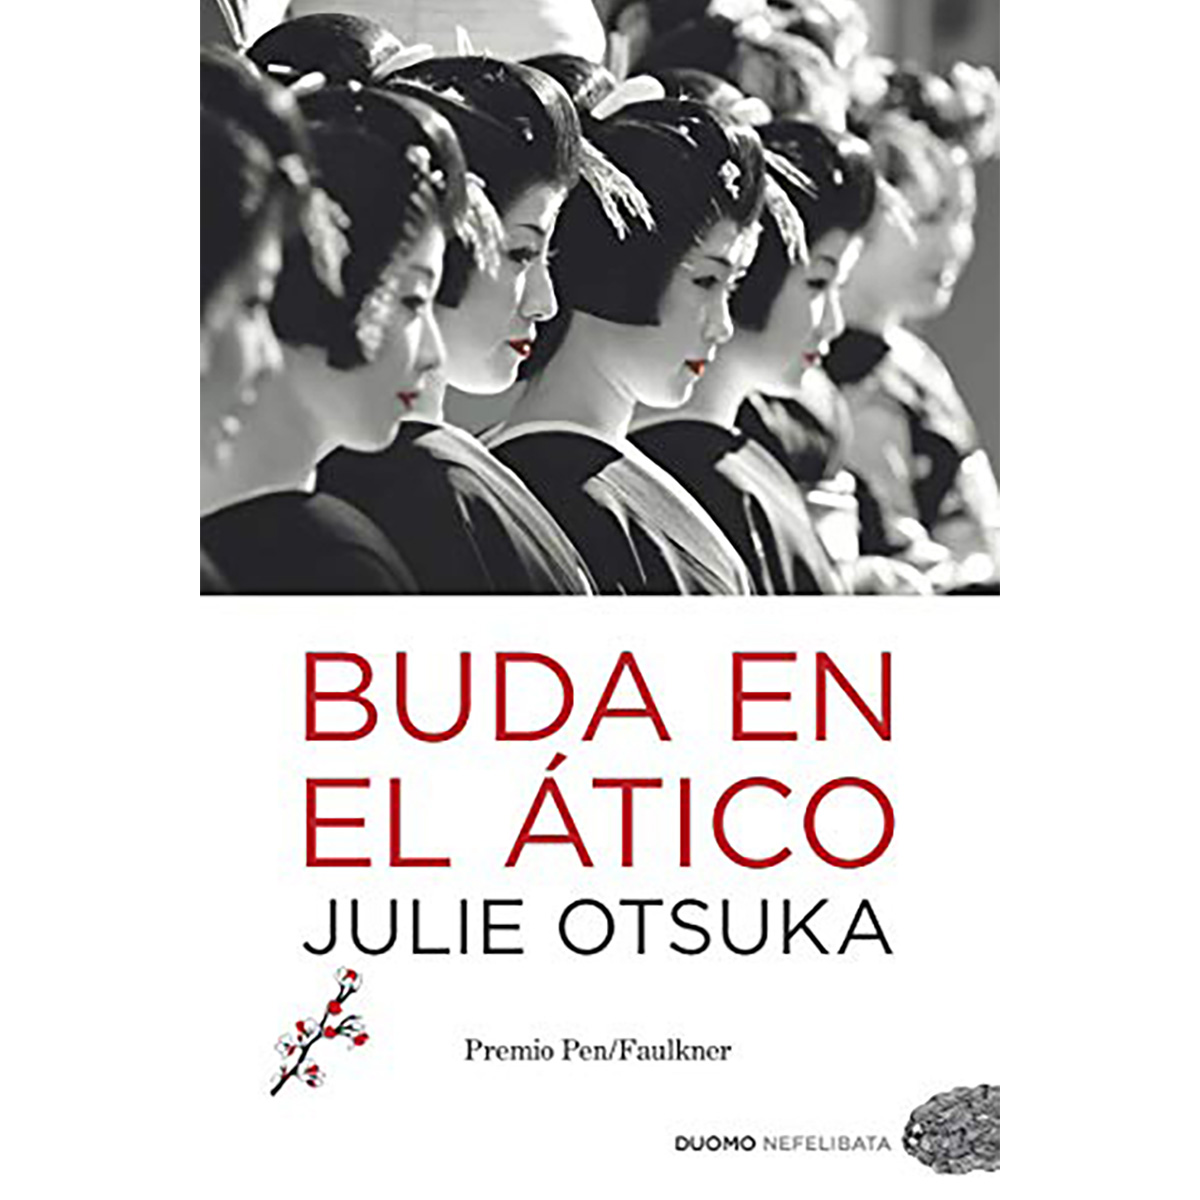 BUDA EN
EL ÁTICO
JULIE OTSUKA
Premio Pen/Faulkner
DUOMO NEFELIBATA